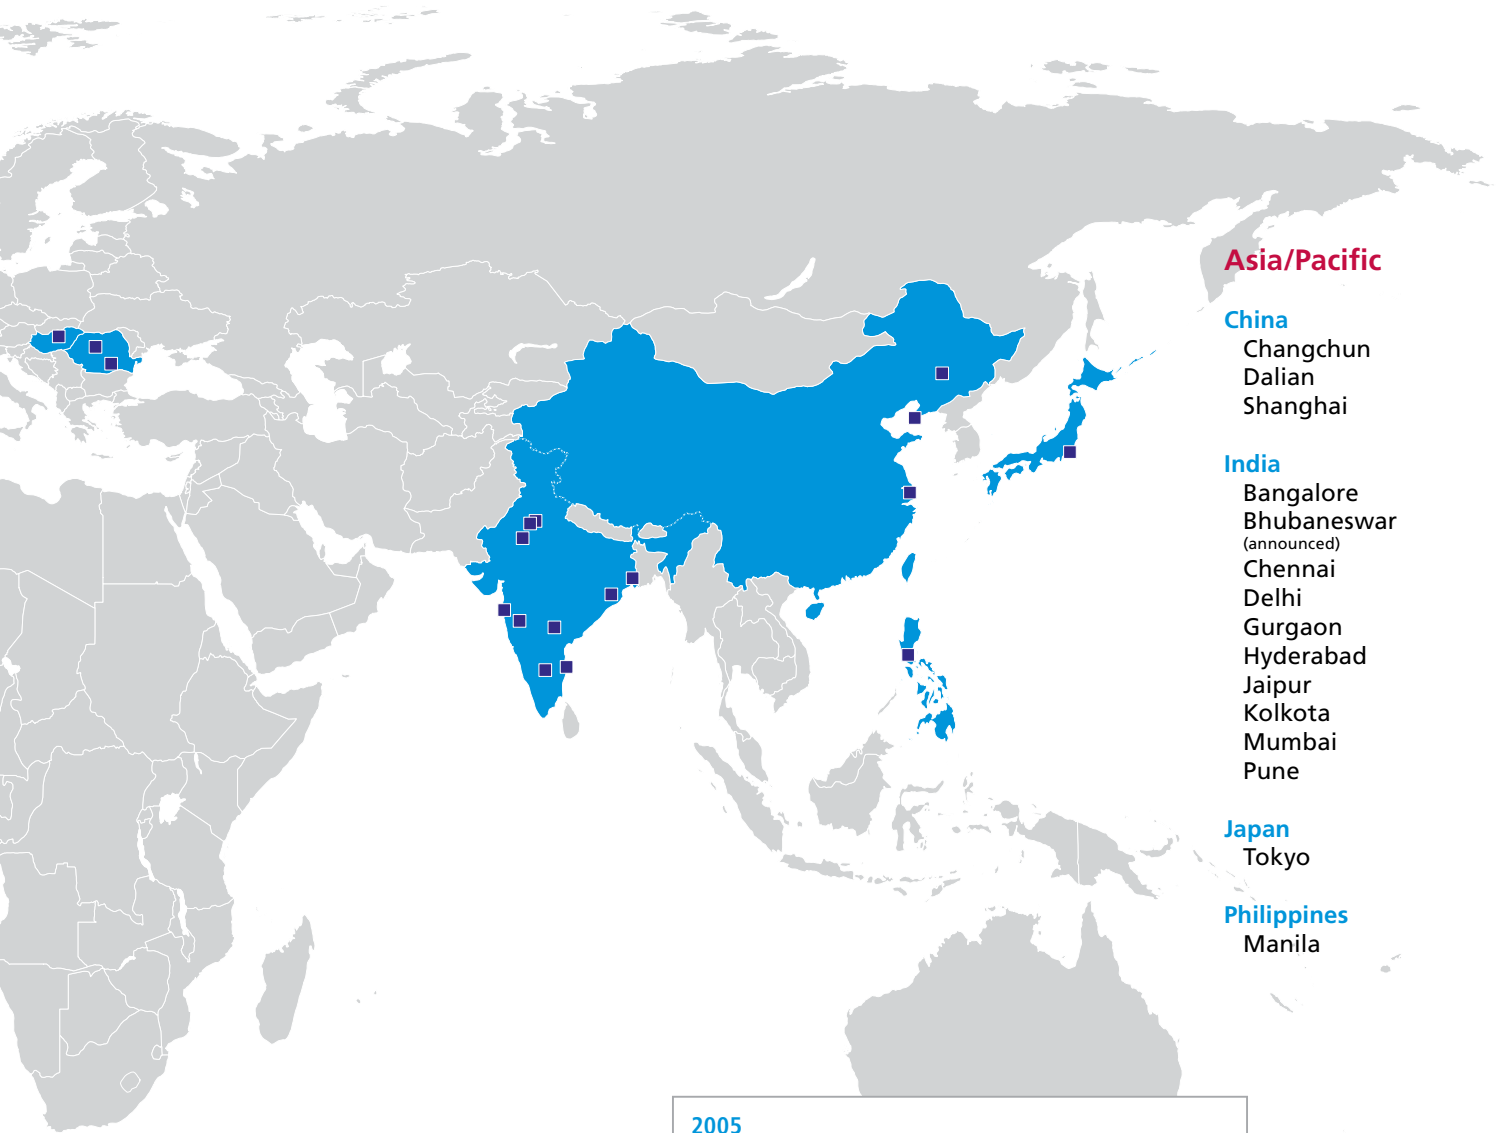 Asia/Pacific
China
Changchun
Dalian
Shanghai
India
Bangalore
Bhubaneswar
(announced)
Chennai
Delhi
Gurgaon
Hyderabad
Jaipur
Kolkota
Mumbai
Pune
Japan
Tokyo
Philippines
Manila
2005